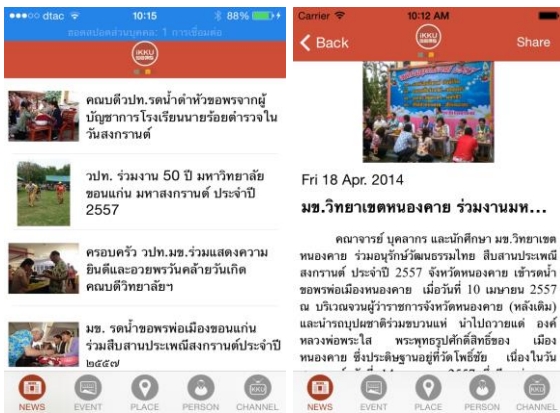 dtac 10:15 88%
ฮอตสปอตส่วนบุคคล: 1 การเชื่อมต่อ
iKKU
คณบดีวปท.รดน้ำดำหัวขอพรจากผู้
บัญชาการโรงเรียนนายร้อยตำรวจใน
วันสงกรานต์
วปท. ร่วมงาน 50 ปี มหาวิทยาลัย
ขอนแก่น มหาสงกรานต์ ประจำปี
2557
ครอบครัว วปท.มข.ร่วมแสดงความ
ยินดีและอวยพรวันคล้ายวันเกิด
คณบดีวิทยาลัยฯ
มข. รดน้ำขอพรพ่อเมืองขอนแก่น
ร่วมสืบสานประเพณีสงกรานต์ประจำปี
๒๕๕๗
NEWS EVENT PLACE PERSON CHANNEL
Carrier 10:12 AM
Back
iKKU
Share
Fri 18 Apr. 2014
มข.วิทยาเขตหนองคาย ร่วมงานมห...
คณาจารย์ บุคลากร และนักศึกษา มข.วิทยาเขต
หนองคาย ร่วมอนุรักษ์วัฒนธรรมไทย สืบสานประเพณี
สงกรานต์ ประจำปี 2557 จังหวัดหนองคาย เข้ารดน้ำ
ขอพรพ่อเมืองหนองคาย เมื่อวันที่ 10 เมษายน 2557
ณ บริเวณจวนผู้ว่าราชการจังหวัดหนองคาย (หลังเดิม)
และนำรถบุปผชาติร่วมขบวนแห่ นำไปถวายแด่ องค์
หลวงพ่อพระใส พระพุทธรูปศักดิ์สิทธิ์ของ เมือง
หนองคาย ซึ่งประดิษฐานอยู่ที่วัดโพธิ์ชัย เนื่องในวัน
NEWS EVENT PLACE PERSON CHANNEL